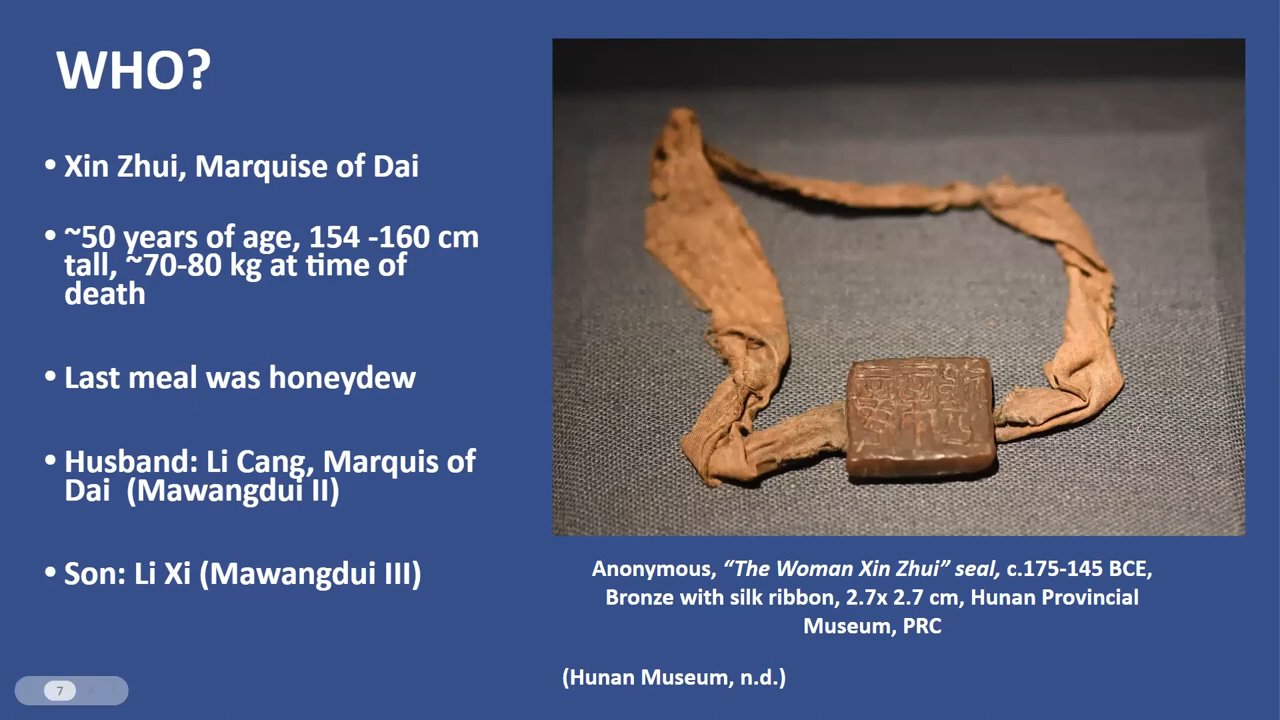 WHO?
• Xin Zhui, Marquise of Dai
• ~50 years of age, 154 -160 cm
tall, ~70-80 kg at time of
death
• Last meal was honeydew
• Husband: Li Cang, Marquis of
Dai  (Mawangdui II)
• Son: Li Xi (Mawangdui III)
Anonymous, “The Woman Xin Zhui” seal, c.175-145 BCE,
Bronze with silk ribbon, 2.7x 2.7 cm, Hunan Provincial
Museum, PRC
(Hunan Museum, n.d.)
7